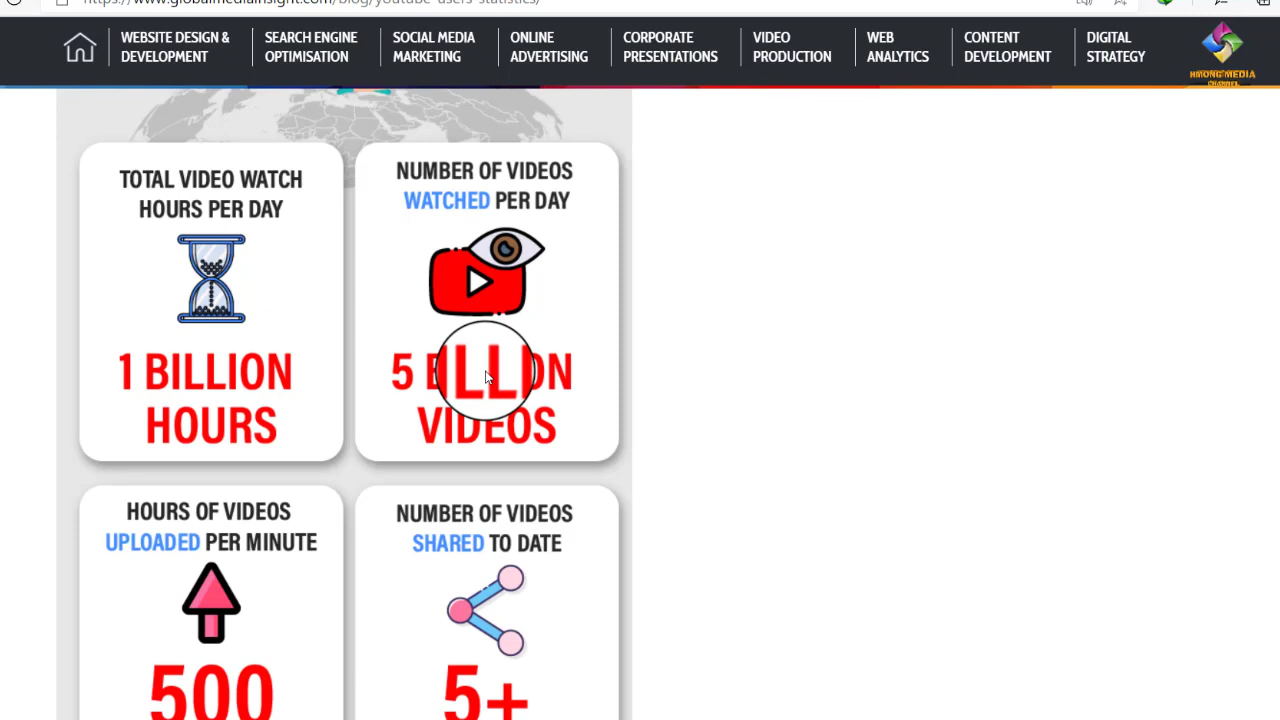 https://www.globalmediainsight.com/blog/youtube-users-statistics/
WEBSITE DESIGN &
DEVELOPMENT
SEARCH ENGINE
OPTIMISATION
SOCIAL MEDIA
MARKETING
ONLINE
ADVERTISING
CORPORATE
PRESENTATIONS
VIDEO
PRODUCTION
WEB
ANALYTICS
CONTENT
DEVELOPMENT
DIGITAL
STRATEGY
HMONG MEDIA
CHANNEL
TOTAL VIDEO WATCH
HOURS PER DAY
1 BILLION
HOURS
NUMBER OF VIDEOS
WATCHED PER DAY
5 BILLION
VIDEOS
HOURS OF VIDEOS
UPLOADED PER MINUTE
500
NUMBER OF VIDEOS
SHARED TO DATE
5+